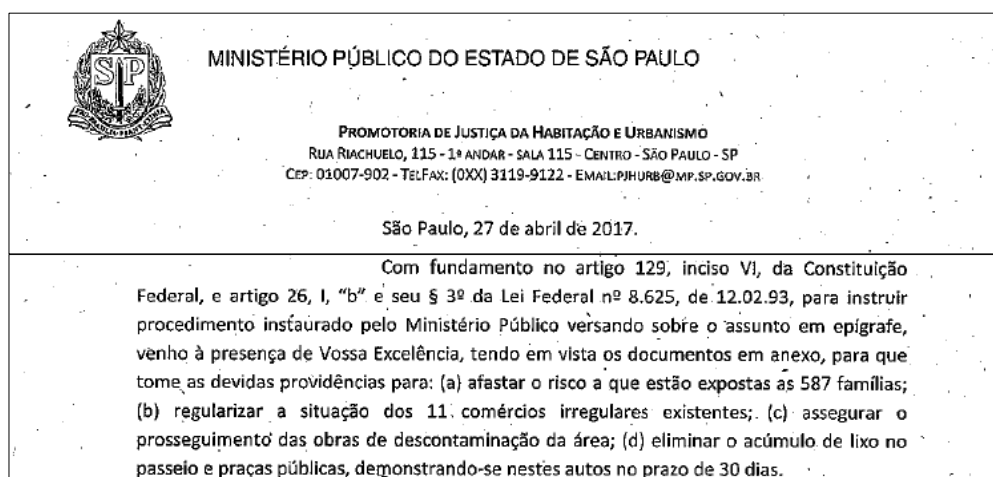 SP
MINISTÉRIO PÚBLICO DO ESTADO DE SÃO PAULO
PROMOTORIA DE JUSTIÇA DA HABITAÇÃO E URBANISMO
RUA RIACHUELO, 115 - 1º ANDAR - SALA 115 - CENTRO - SÃO PAULO - SP
CEP: 01007-902 - TELFAX: (0XX) 3119-9122 - EMAIL:PJHURB@MP.SP.GOV.BR
São Paulo, 27 de abril de 2017.
Com fundamento no artigo 129, inciso VI, da Constituição
Federal, e artigo 26, I, "b" e seu § 3º da Lei Federal nº 8.625, de 12.02.93, para instruir
procedimento instaurado pelo Ministério Público versando sobre o assunto em epígrafe,
venho à presença de Vossa Excelência, tendo em vista os documentos em anexo, para que
tome as devidas providências para: (a) afastar o risco a que estão expostas as 587 famílias;
(b) regularizar a situação dos 11 comércios irregulares existentes; (c) assegurar o
prosseguimento das obras de descontaminação da área; (d) eliminar o acúmulo de lixo no
passeio e praças públicas, demonstrando-se nestes autos no prazo de 30 dias.